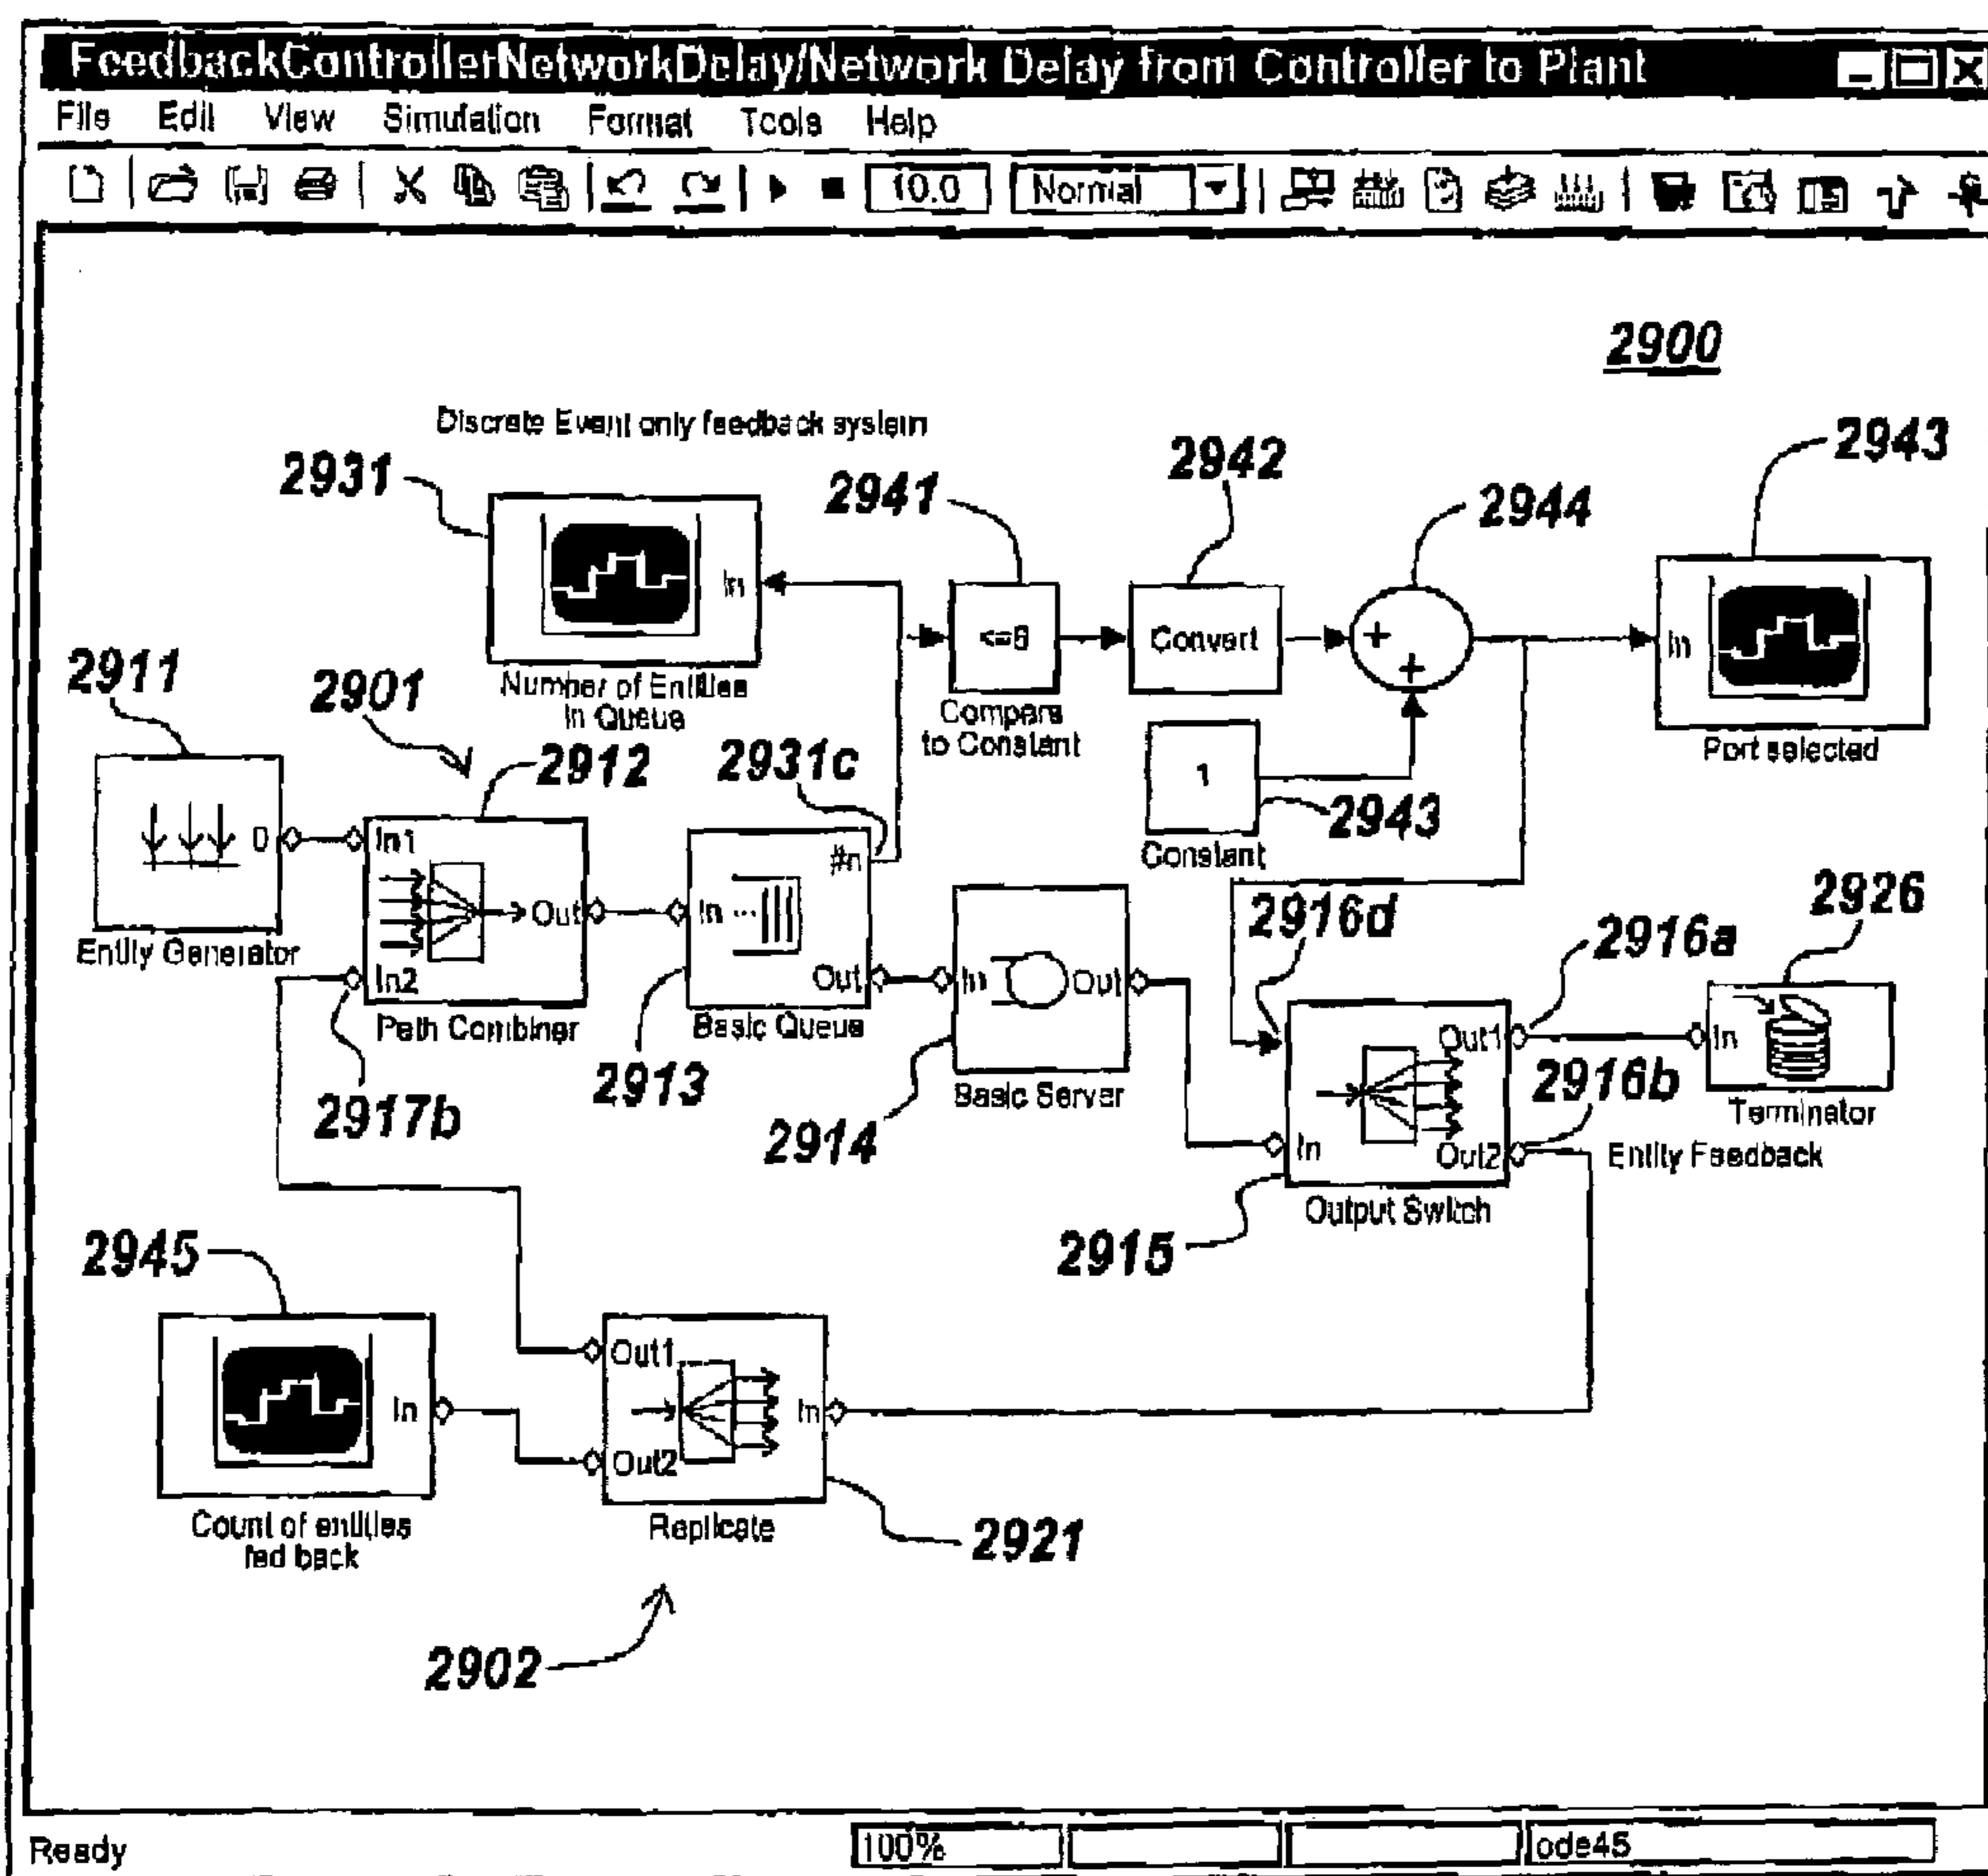 FeedbackControllerNetworkDelay/Network Delay from Controller to Plant
File Edit View Simulation Format Tools Help
10.0 Normal
2900
Discrete Event only feedback system
2931
2941
2942
2944
2943
In
Convert
+
+
In
Number of Entities
in Queue
Compare
to Constant
Port selected
2911
2901
2912
2931c
1
2943
Constant
In1
#n
Out
In
In2
Out
Entity Generator
Path Combiner
Basic Queue
2917b
2913
In
Out
Basic Server
2914
2916d
2916a
2926
Out1
In
2916b
Terminator
In
Out2
Entity Feedback
Output Switch
2915
2945
In
Count of entities
fed back
Out1
In
Out2
Replicate
2921
2902
Ready 100% ode45